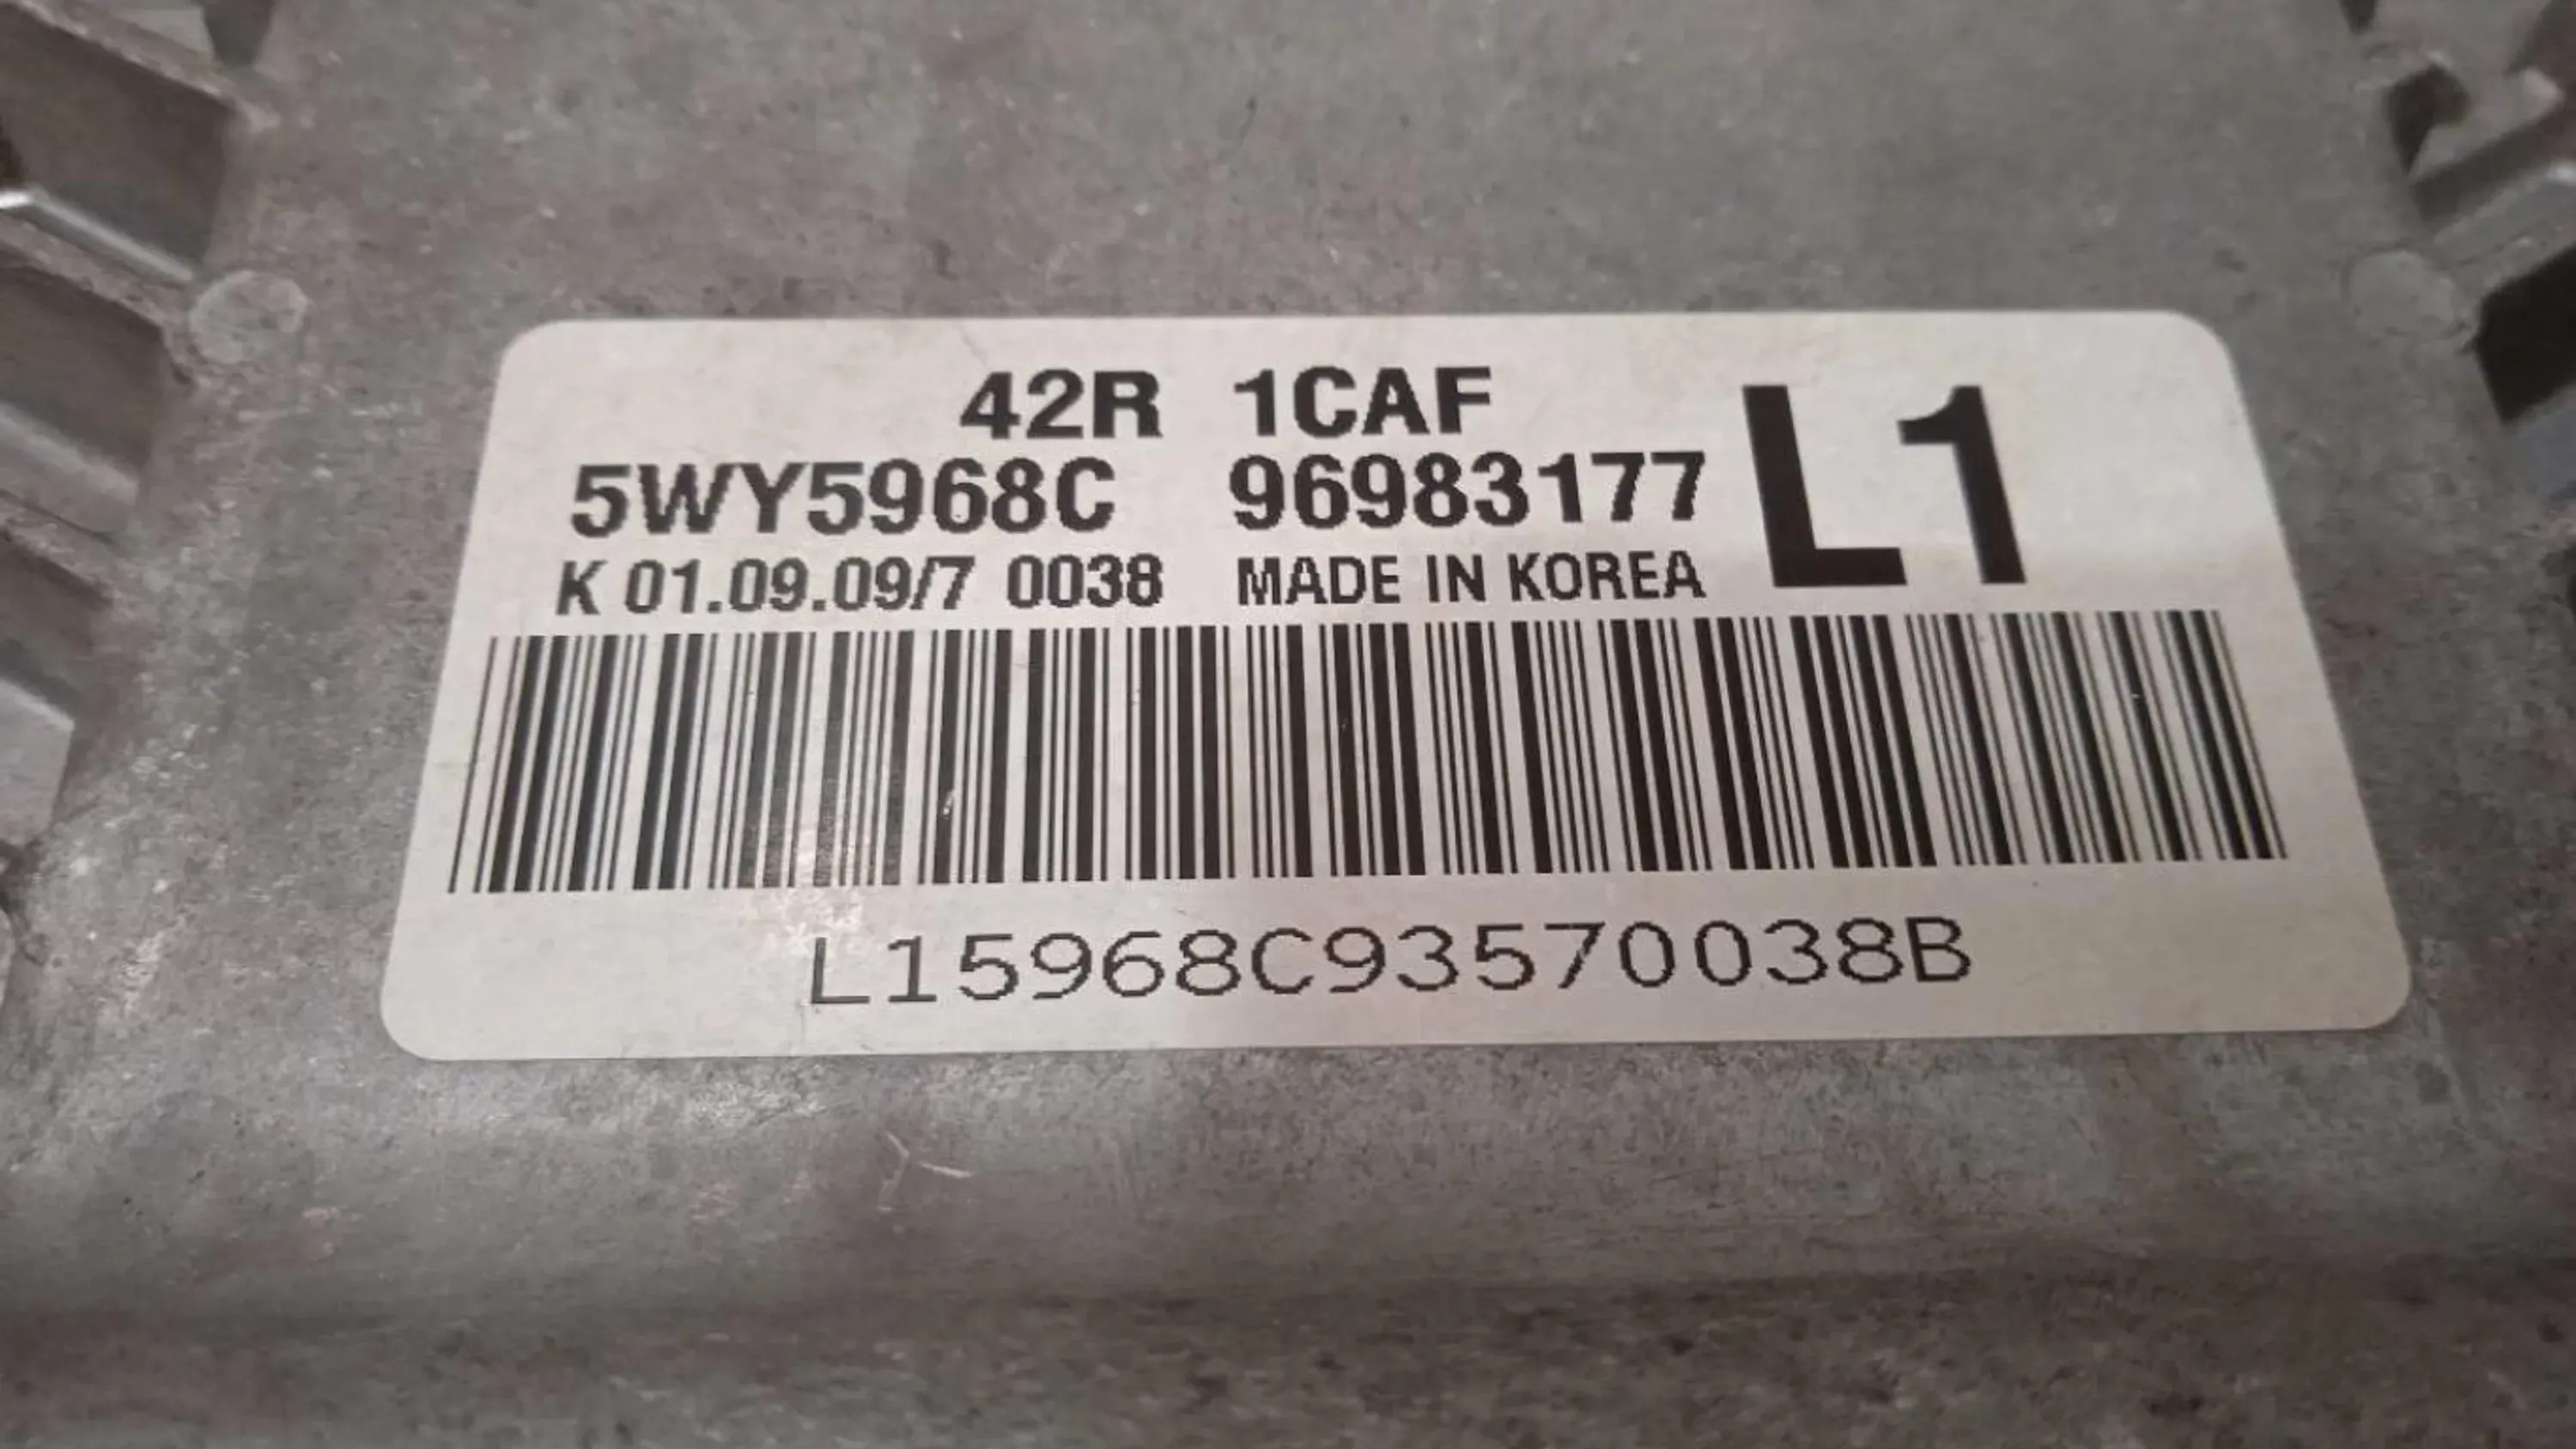 42R 1CAF
5WY5968C 96983177 L1
K 01.09.09/7 0038 MADE IN KOREA
L15968C93570038B